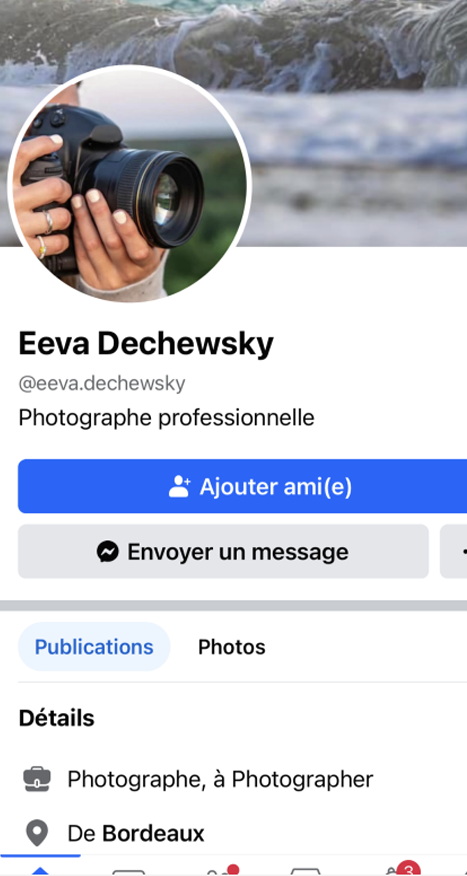 Eeva Dechewsky
@eeva.dechewsky
Photographe professionnelle
Ajouter ami(e)
Envoyer un message
Publications Photos
Détails
Photographe, à Photographer
De Bordeaux
3